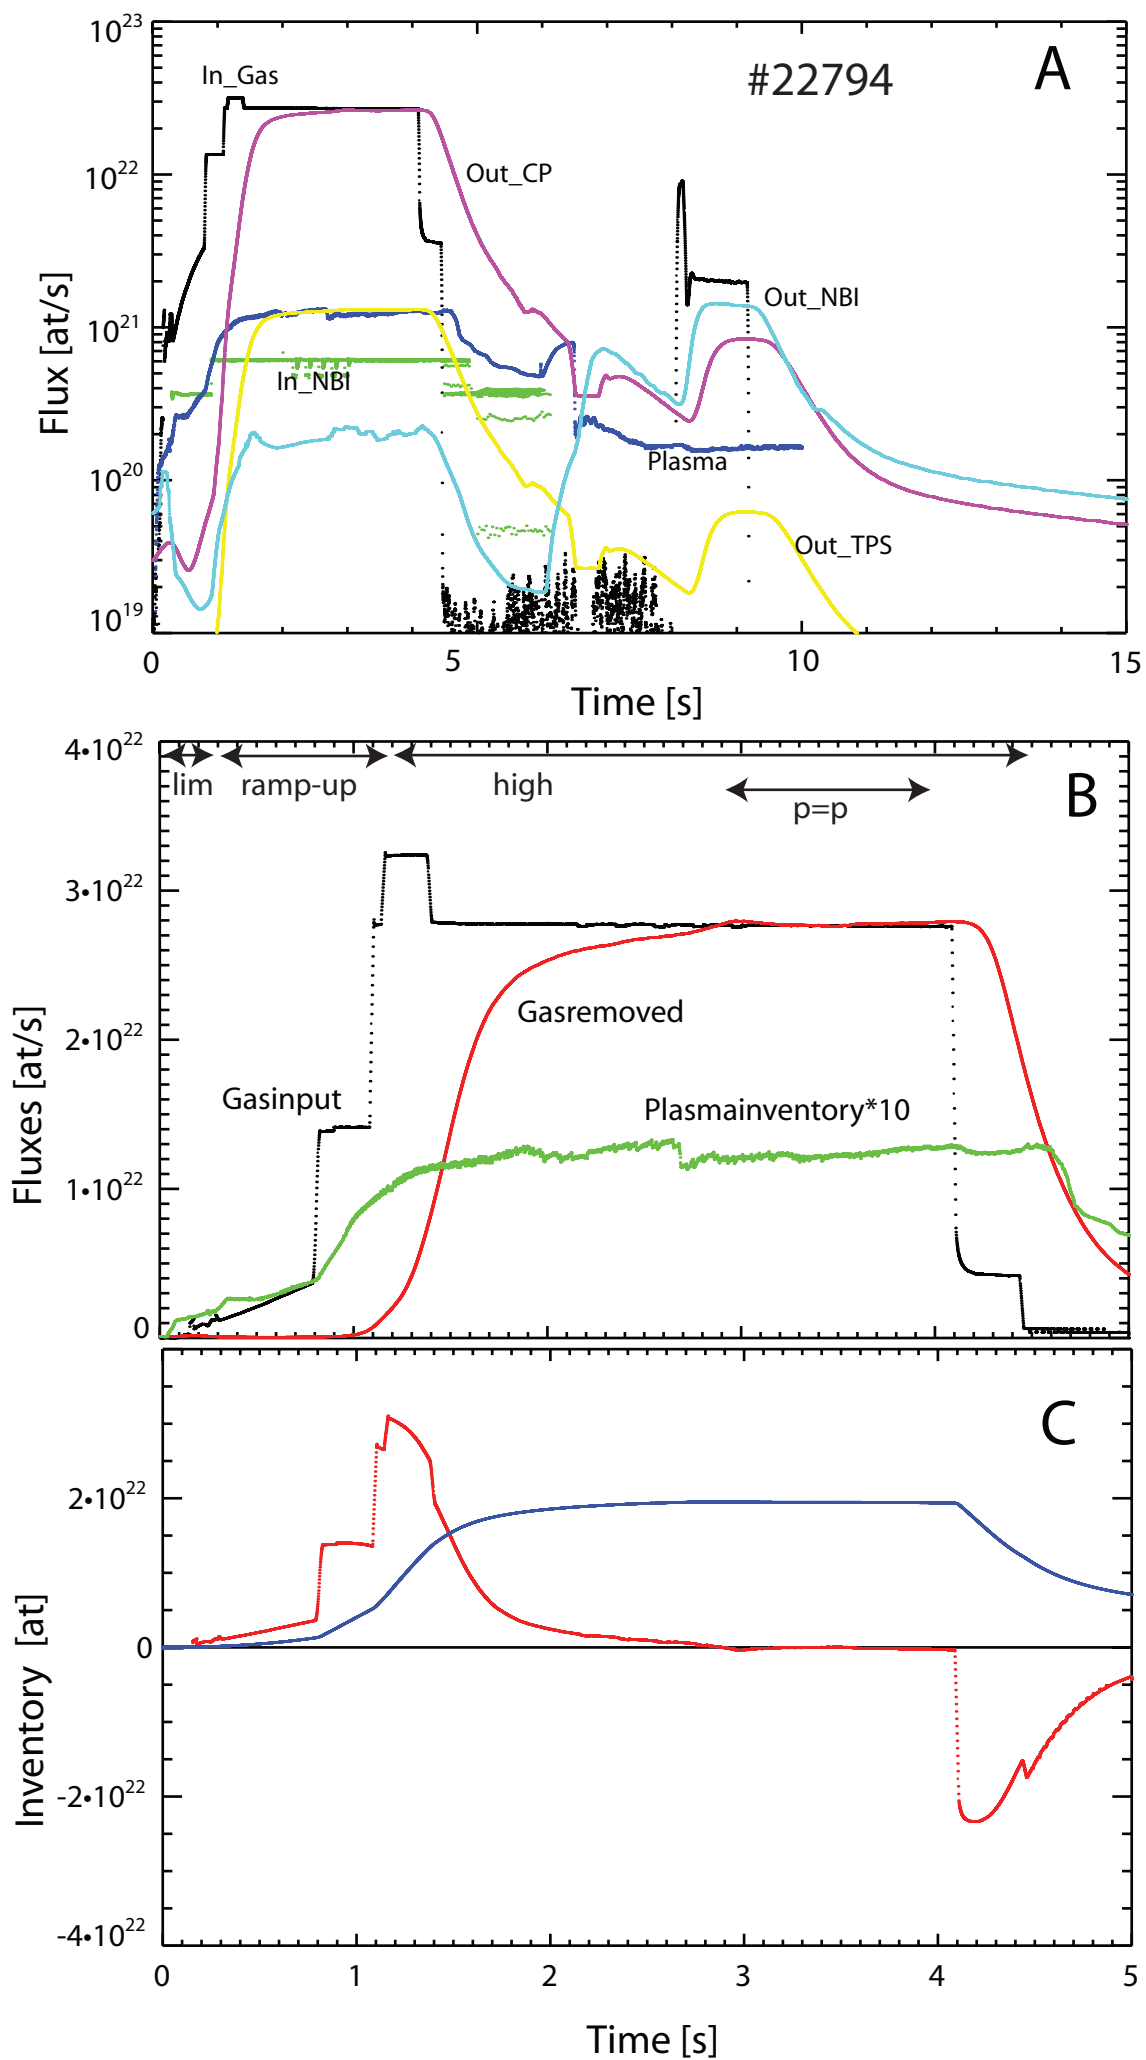 10^23
In_Gas
#22794
A
10^22
Out_CP
Flux [at/s]
10^21
Out_NBI
In_NBI
Plasma
10^20
Out_TPS
10^19
0 5 10 15
Time [s]
4•10^22
lim ramp-up high
p=p
B
3•10^22
Gasremoved
2•10^22
Fluxes [at/s]
Gasinput
Plasmainventory*10
1•10^22
0
C
2•10^22
0
Inventory [at]
-2•10^22
-4•10^22
0 1 2 3 4 5
Time [s]